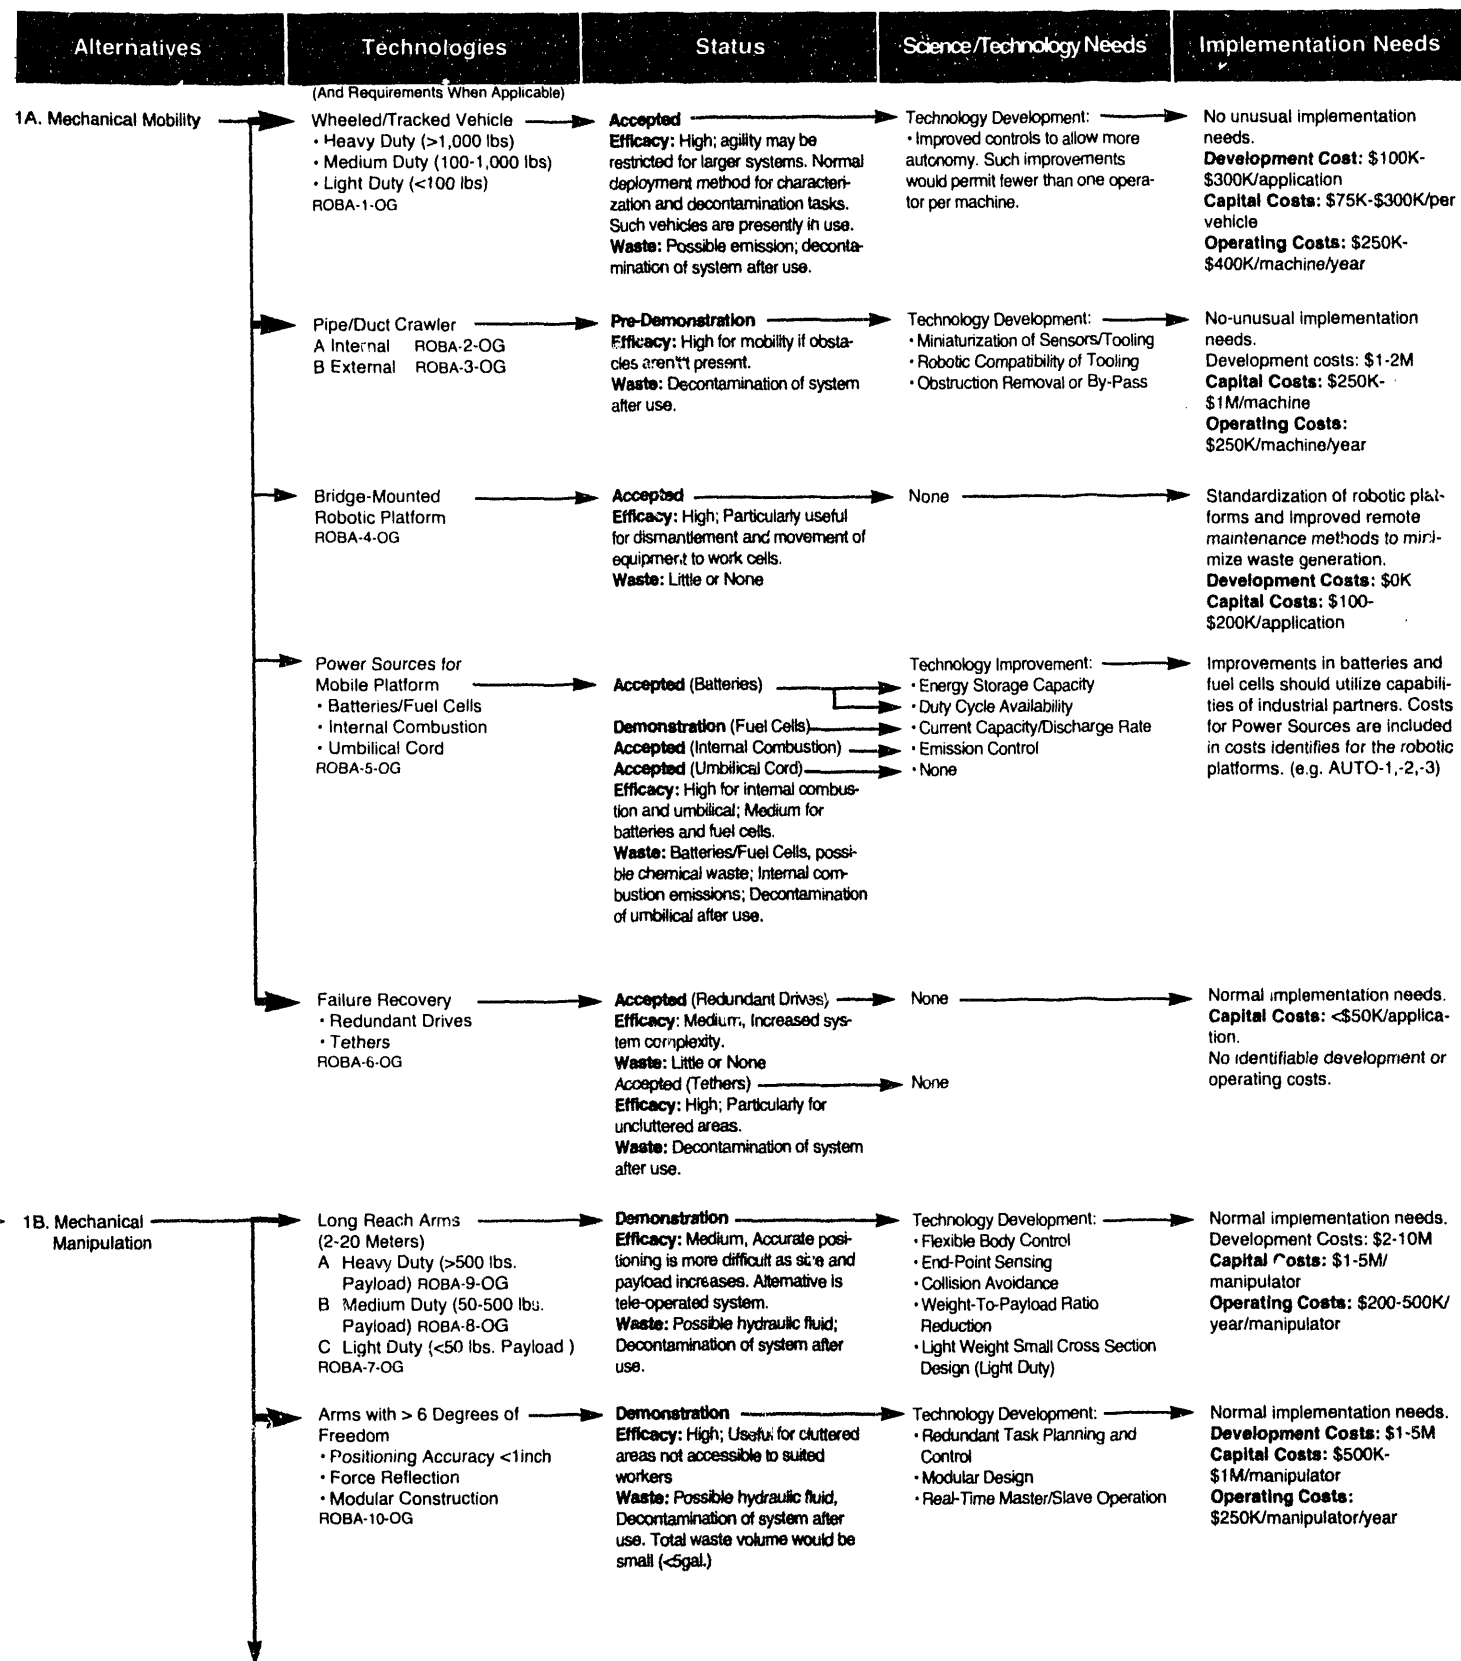 Alternatives
Technologies
Status
Science/Technology Needs
Implementation Needs
(And Requirements When Applicable)
1A. Mechanical Mobility
Wheeled/Tracked Vehicle
• Heavy Duty (>1,000 lbs)
• Medium Duty (100-1,000 lbs)
• Light Duty (<100 lbs)
ROBA-1-OG
Accepted
Efficacy: High; agility may be
restricted for larger systems. Normal
deployment method for characteri-
zation and decontamination tasks.
Such vehicles are presently in use.
Waste: Possible emission; deconta-
mination of system after use.
Technology Development:
• Improved controls to allow more
autonomy. Such improvements
would permit fewer than one opera-
tor per machine.
No unusual implementation
needs.
Development Cost: $100K-
$300K/application
Capital Costs: $75K-$300K/per
vehicle
Operating Costs: $250K-
$400K/machine/year
Pipe/Duct Crawler
A Internal ROBA-2-OG
B External ROBA-3-OG
Pre-Demonstration
Efficacy: High for mobility if obsta-
cles aren't present.
Waste: Decontamination of system
after use.
Technology Development:
• Miniaturization of Sensors/Tooling
• Robotic Compatibility of Tooling
• Obstruction Removal or By-Pass
No-unusual implementation
needs.
Development costs: $1-2M
Capital Costs: $250K-
$1M/machine
Operating Costs:
$250K/machine/year
Bridge-Mounted
Robotic Platform
ROBA-4-OG
Accepted
Efficacy: High; Particularly useful
for dismantlement and movement of
equipment to work cells.
Waste: Little or None
None
Standardization of robotic plat-
forms and improved remote
maintenance methods to mini-
mize waste generation.
Development Costs: $0K
Capital Costs: $100-
$200K/application
Power Sources for
Mobile Platform
• Batteries/Fuel Cells
• Internal Combustion
• Umbilical Cord
ROBA-5-OG
Accepted (Batteries)
Demonstration (Fuel Cells)
Accepted (Internal Combustion)
Accepted (Umbilical Cord)
Efficacy: High for internal combus-
tion and umbilical; Medium for
batteries and fuel cells.
Waste: Batteries/Fuel Cells, possi-
ble chemical waste; Internal com-
bustion emissions; Decontamination
of umbilical after use.
Technology Improvement:
• Energy Storage Capacity
• Duty Cycle Availability
• Current Capacity/Discharge Rate
• Emission Control
• None
Improvements in batteries and
fuel cells should utilize capabili-
ties of industrial partners. Costs
for Power Sources are included
in costs identifies for the robotic
platforms. (e.g. AUTO-1,-2,-3)
Failure Recovery
• Redundant Drives
• Tethers
ROBA-6-OG
Accepted (Redundant Drives)
Efficacy: Medium, Increased sys-
tem complexity.
Waste: Little or None
Accepted (Tethers)
Efficacy: High; Particularly for
uncluttered areas.
Waste: Decontamination of system
after use.
None
None
Normal implementation needs.
Capital Costs: <$50K/applica-
tion.
No identifiable development or
operating costs.
1B. Mechanical
Manipulation
Long Reach Arms
(2-20 Meters)
A Heavy Duty (>500 lbs.
Payload) ROBA-9-OG
B Medium Duty (50-500 lbs.
Payload) ROBA-8-OG
C Light Duty (<50 lbs. Payload )
ROBA-7-OG
Demonstration
Efficacy: Medium, Accurate posi-
tioning is more difficult as size and
payload increases. Alternative is
tele-operated system.
Waste: Possible hydraulic fluid;
Decontamination of system after
use.
Technology Development:
• Flexible Body Control
• End-Point Sensing
• Collision Avoidance
• Weight-To-Payload Ratio
Reduction
• Light Weight Small Cross Section
Design (Light Duty)
Normal implementation needs.
Development Costs: $2-10M
Capital Costs: $1-5M/
manipulator
Operating Costs: $200-500K/
year/manipulator
Arms with > 6 Degrees of
Freedom
• Positioning Accuracy <1inch
• Force Reflection
• Modular Construction
ROBA-10-OG
Demonstration
Efficacy: High; Useful for cluttered
areas not accessible to suited
workers
Waste: Possible hydraulic fluid,
Decontamination of system after
use. Total waste volume would be
small (<5gal.)
Technology Development:
• Redundant Task Planning and
Control
• Modular Design
• Real-Time Master/Slave Operation
Normal implementation needs.
Development Costs: $1-5M
Capital Costs: $500K-
$1M/manipulator
Operating Costs:
$250K/manipulator/year